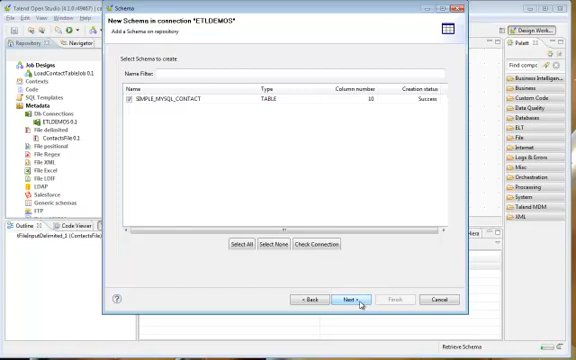 Talend Open Studio
File Edit View Window Help
Schema
New Schema in connection "ETLDEMOS"
Add a Schema on repository
Design Work...
Repository
Navigator
Job Designs
LoadContactTableJob 0.1
Contexts
Code
SQL Templates
Metadata
Db Connections
ETLDEMOS 0.1
File delimited
ContactsFile 0.1
File positional
File Regex
File XML
File Excel
File LDIF
LDAP
Salesforce
Generic schemas
FTP
Outline
Code Viewer
tFileInputDelimited_1 (ContactsFile)
Select Schema to create
Name Filter:
Name Type Column number Creation status
SIMPLE_MYSQL_CONTACT TABLE 10 Success
Select All Select None Check Connection
< Back Next > Finish Cancel
Palett
Find compo
Business Intelligen...
Business
Custom Code
Data Quality
Databases
ELT
File
Internet
Logs & Errors
Misc
Orchestration
Processing
System
Talend MDM
XML
Retrieve Schema